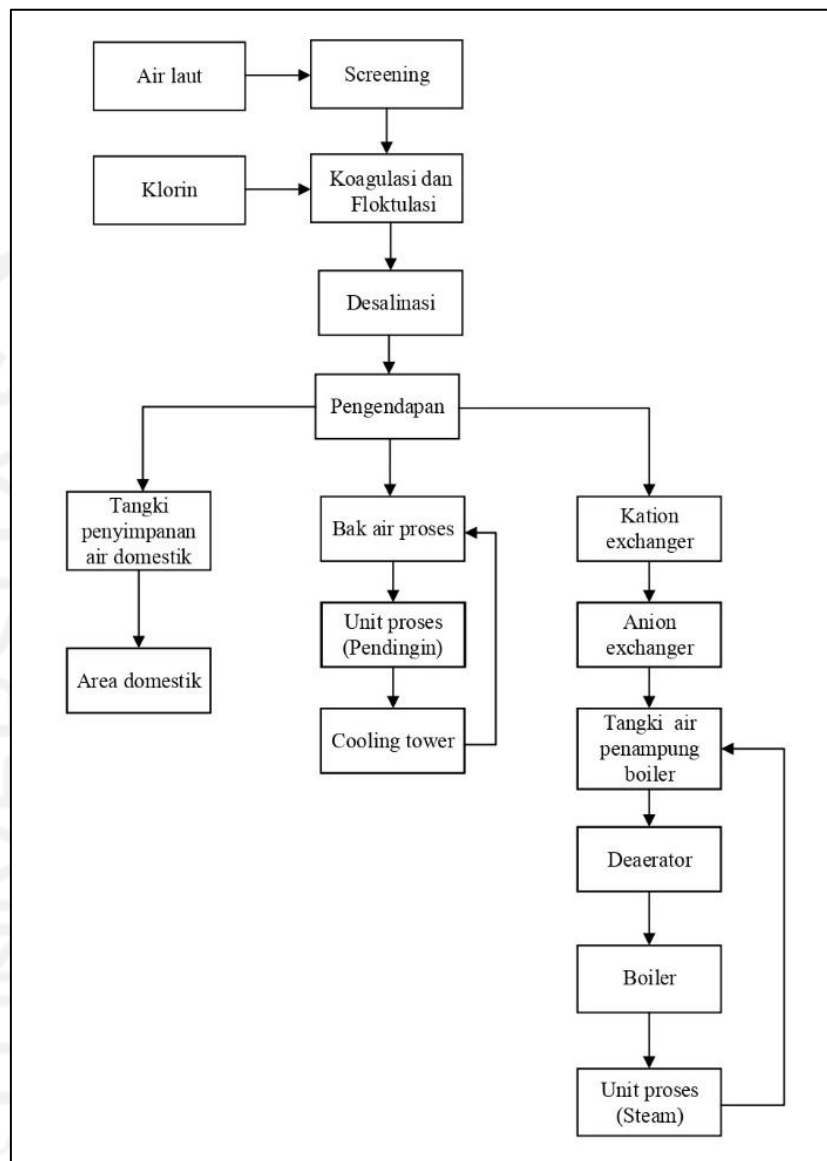 Air laut
Screening
Klorin
Koagulasi dan
Floktulasi
Desalinasi
Pengendapan
Tangki
penyimpanan
air domestik
Bak air proses
Kation
exchanger
Unit proses
(Pendingin)
Anion
exchanger
Area domestik
Cooling tower
Tangki air
penampung
boiler
Deaerator
Boiler
Unit proses
(Steam)